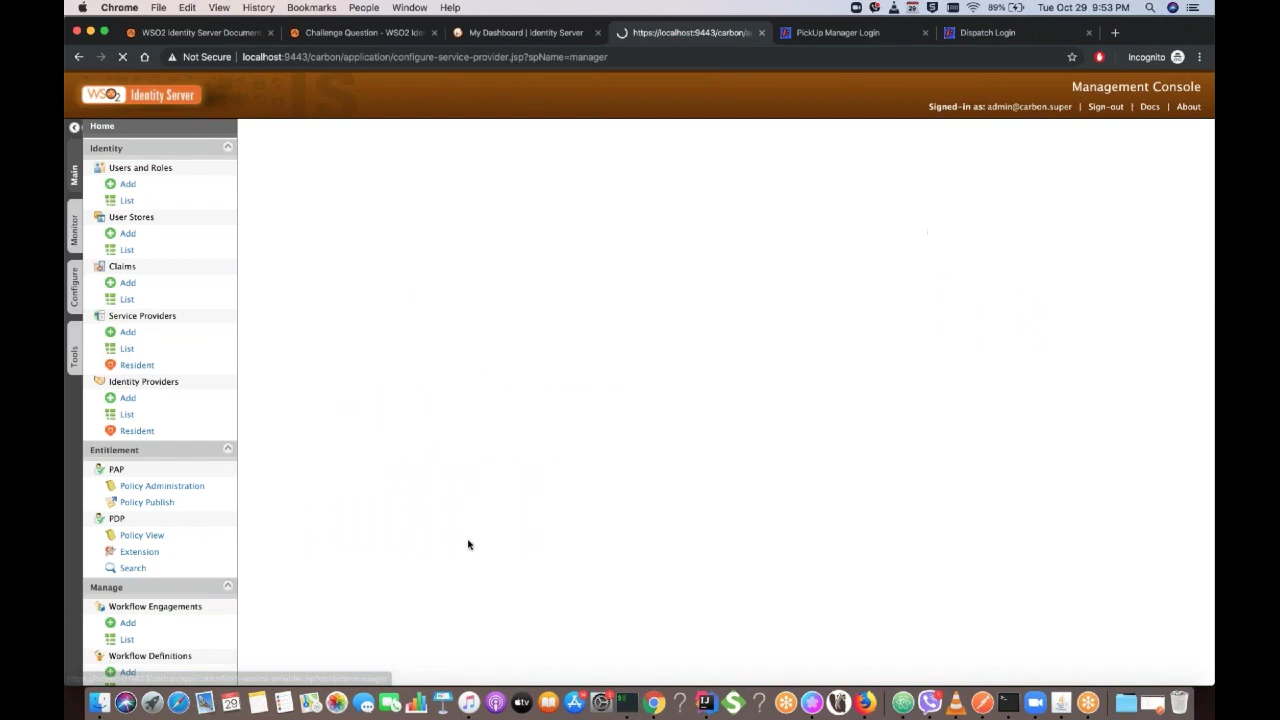 Chrome File Edit View History Bookmarks People Window Help 89% Tue Oct 29 9:53 PM
WSO2 Identity Server Document Challenge Question - WSO2 Iden My Dashboard | Identity Server https://localhost:9443/carbon/a PickUp Manager Login Dispatch Login
Not Secure localhost:9443/carbon/application/configure-service-provider.jsp?spName=manager Incognito
WSO2 Identity Server
Management Console
Signed-in as: admin@carbon.super | Sign-out | Docs | About
Main
Monitor
Configure
Tools
Home
Identity
Users and Roles
Add
List
User Stores
Add
List
Claims
Add
List
Service Providers
Add
List
Resident
Identity Providers
Add
List
Resident
Entitlement
PAP
Policy Administration
Policy Publish
PDP
Policy View
Extension
Search
Manage
Workflow Engagements
Add
List
Workflow Definitions
Add